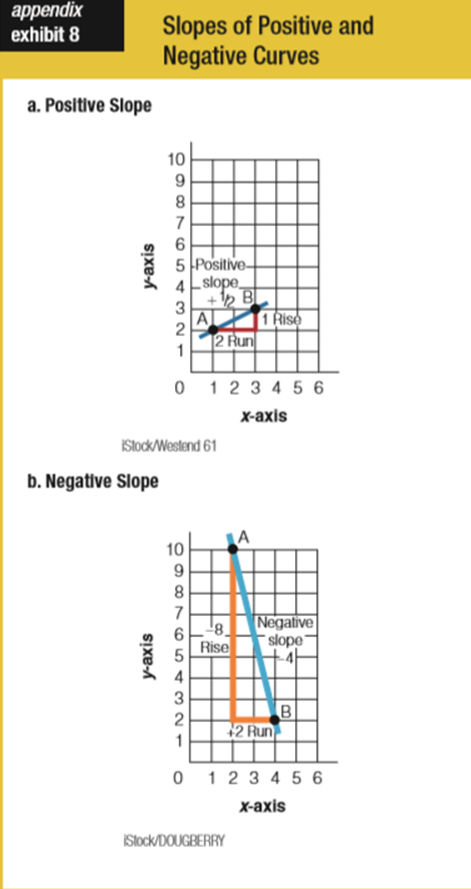 appendix
exhibit 8
Slopes of Positive and
Negative Curves
a. Positive Slope
y-axis
10
9
8
7
6
5
4
3
2
1
Positive
slope
+ 1/2
A
B
1 Rise
2 Run
0 1 2 3 4 5 6
x-axis
iStock/Westend 61
b. Negative Slope
y-axis
10
9
8
7
6
5
4
3
2
1
A
–8
Rise
Negative
slope
–4
B
+2 Run
0 1 2 3 4 5 6
x-axis
iStock/DOUGBERRY